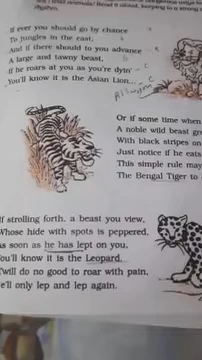 If ever you should go by chance
To jungles in the east,
And if there should to you advance
A large and tawny beast,
If he roars at you as you're dyin'
You'll know it is the Asian Lion...
Or if some time when
A noble wild beast
With black stripes on
Just notice if he eats
This simple rule may
The Bengal Tiger to
If strolling forth, a beast you view,
Whose hide with spots is peppered,
As soon as he has lept on you,
You'll know it is the Leopard.
'Twill do no good to roar with pain,
He'll only lep and lep again.